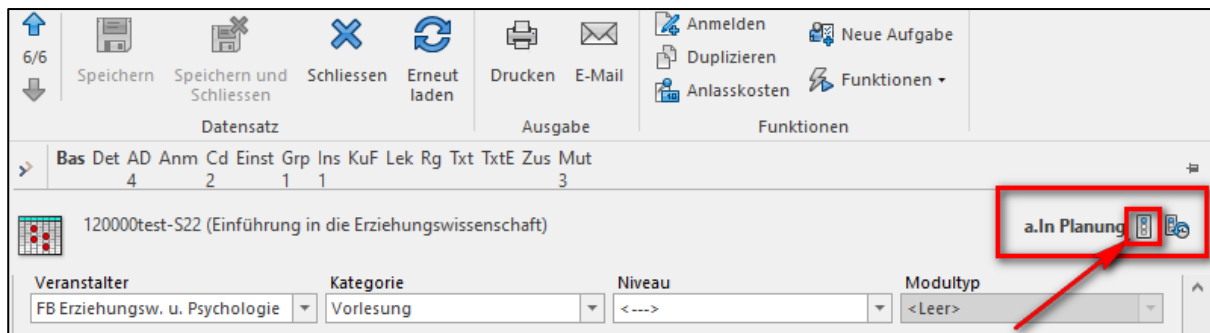 6/6
Speichern
Speichern und
Schliessen
Schliessen
Erneut
laden
Datensatz
Drucken
E-Mail
Ausgabe
Anmelden
Duplizieren
Anlasskosten
Neue Aufgabe
Funktionen
Funktionen
Bas Det AD Anm Cd Einst Grp Ins KuF Lek Rg Txt TxtE Zus Mut
4 2 1 1 3
120000test-S22 (Einführung in die Erziehungswissenschaft)
a.In Planung
Veranstalter
Kategorie
Niveau
Modultyp
FB Erziehungsw. u. Psychologie
Vorlesung
<--->
<Leer>